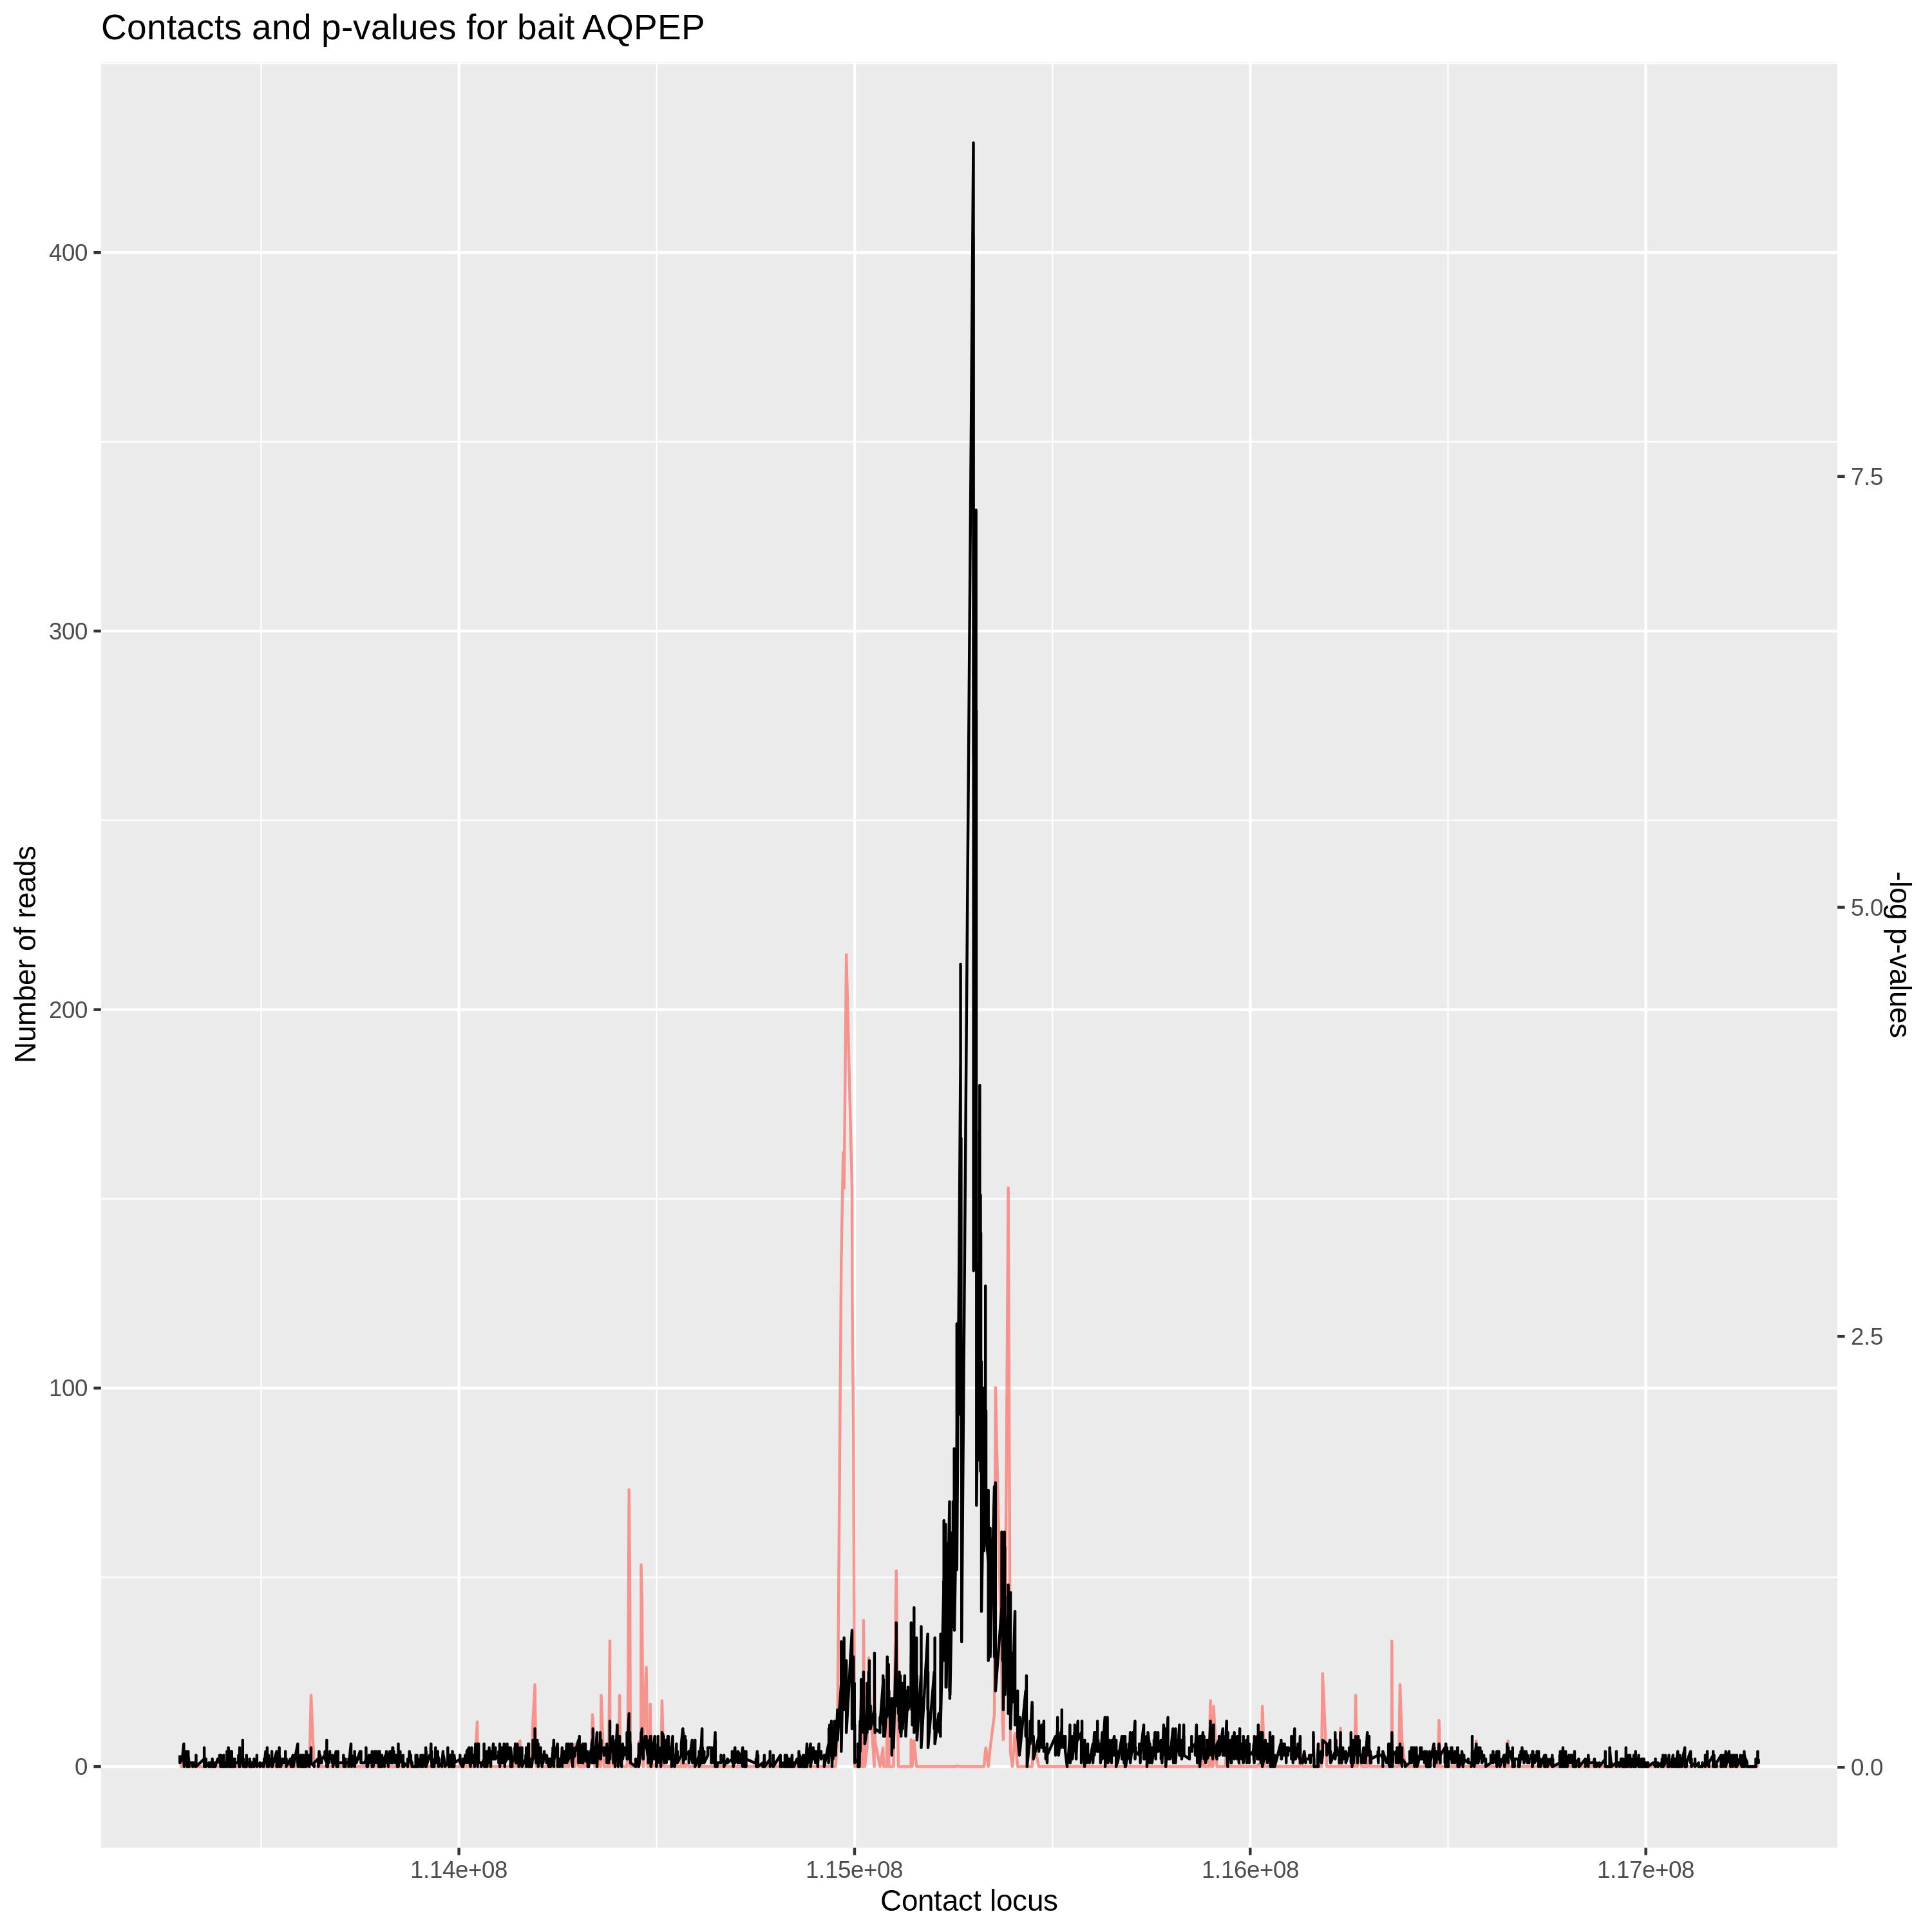 Contacts and p-values for bait AQPEP
400
300
200
100
0
Number of reads
7.5
5.0
2.5
0.0
-log p-values
1.14e+08
1.15e+08
1.16e+08
1.17e+08
Contact locus